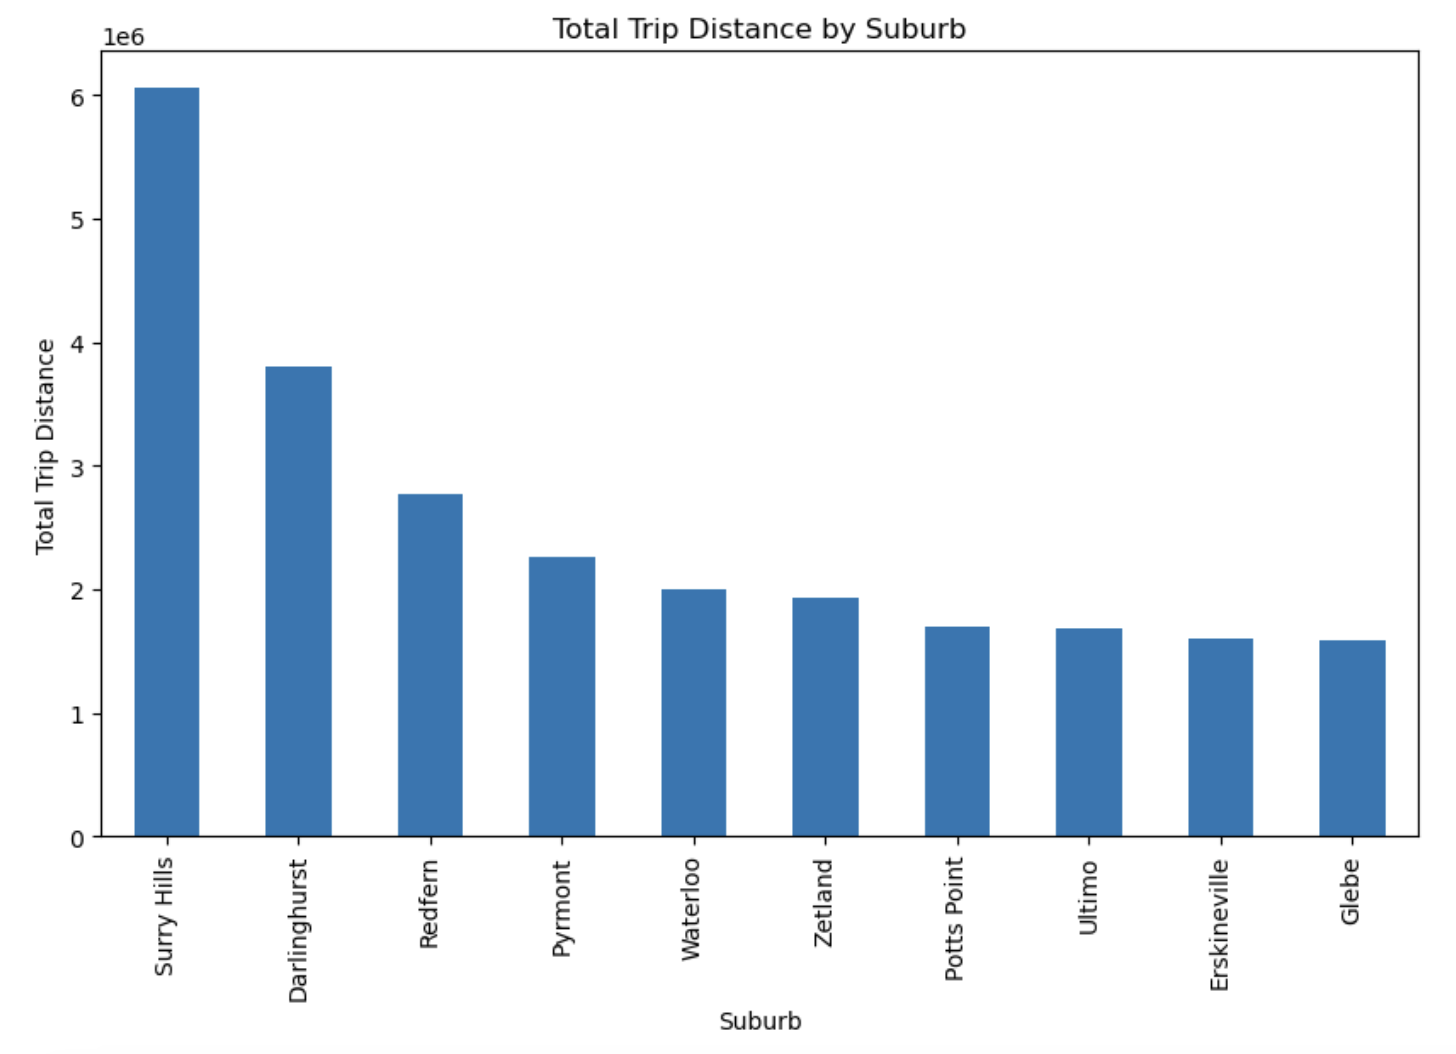 Total Trip Distance by Suburb
1e6
6
5
4
3
2
1
0
Total Trip Distance
Surry Hills
Darlinghurst
Redfern
Pyrmont
Waterloo
Zetland
Potts Point
Ultimo
Erskineville
Glebe
Suburb